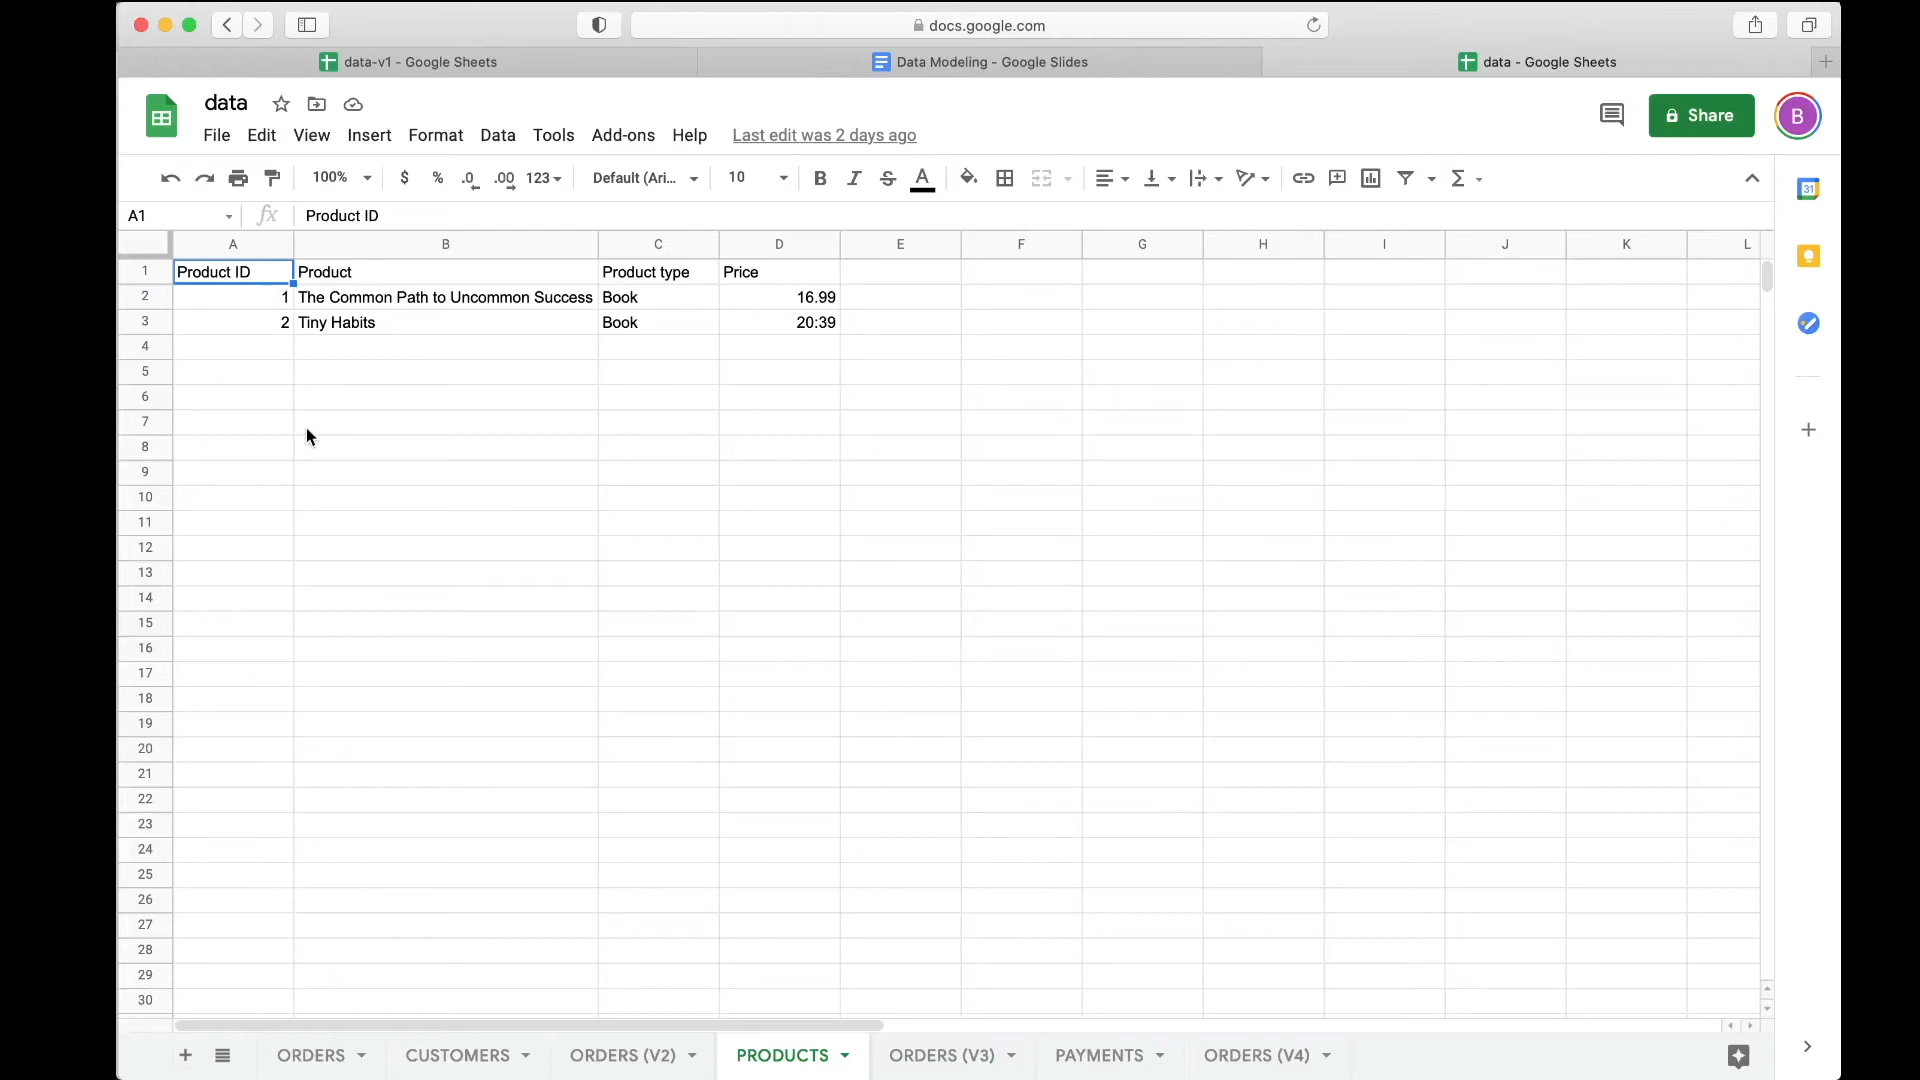 docs.google.com
data-v1 - Google Sheets
Data Modeling - Google Slides
data - Google Sheets
data
File Edit View Insert Format Data Tools Add-ons Help Last edit was 2 days ago
Share
B
100% $ % .0 .00 123 Default (Ari... 10 B I S A Σ
31
A1 fx Product ID
A B C D E F G H I J K L
1 Product ID Product Product type Price
2 1 The Common Path to Uncommon Success Book 16.99
3 2 Tiny Habits Book 20:39
4
5
6
7
8
9
10
11
12
13
14
15
16
17
18
19
20
21
22
23
24
25
26
27
28
29
30
ORDERS CUSTOMERS ORDERS (V2) PRODUCTS ORDERS (V3) PAYMENTS ORDERS (V4)